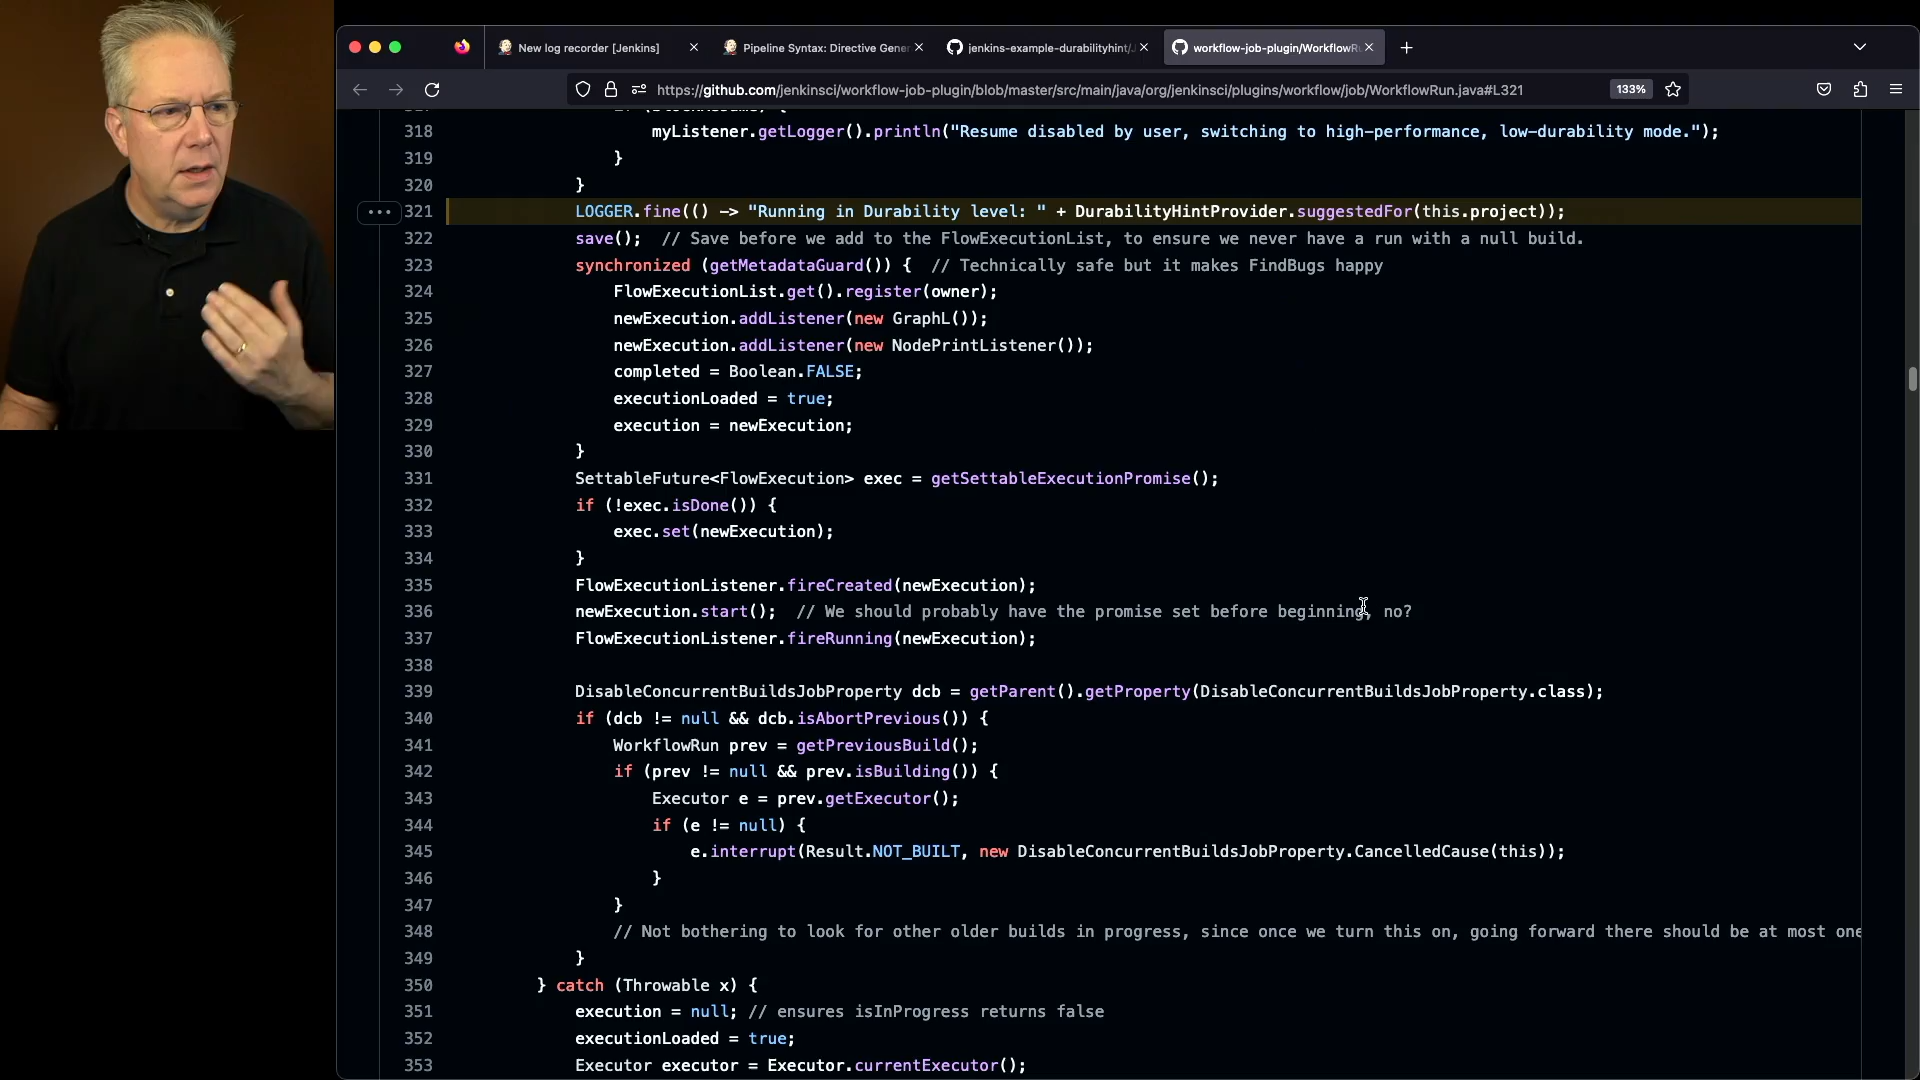 New log recorder [Jenkins]
Pipeline Syntax: Directive Gener
jenkins-example-durabilityhint/
workflow-job-plugin/WorkflowR
https://github.com/jenkinsci/workflow-job-plugin/blob/master/src/main/java/org/jenkinsci/plugins/workflow/job/WorkflowRun.java#L321
133%
318 myListener.getLogger().println("Resume disabled by user, switching to high-performance, low-durability mode.");
319 }
320 }
321 LOGGER.fine(() -> "Running in Durability level: " + DurabilityHintProvider.suggestedFor(this.project));
322 save(); // Save before we add to the FlowExecutionList, to ensure we never have a run with a null build.
323 synchronized (getMetadataGuard()) { // Technically safe but it makes FindBugs happy
324 FlowExecutionList.get().register(owner);
325 newExecution.addListener(new GraphL());
326 newExecution.addListener(new NodePrintListener());
327 completed = Boolean.FALSE;
328 executionLoaded = true;
329 execution = newExecution;
330 }
331 SettableFuture<FlowExecution> exec = getSettableExecutionPromise();
332 if (!exec.isDone()) {
333 exec.set(newExecution);
334 }
335 FlowExecutionListener.fireCreated(newExecution);
336 newExecution.start(); // We should probably have the promise set before beginning, no?
337 FlowExecutionListener.fireRunning(newExecution);
338
339 DisableConcurrentBuildsJobProperty dcb = getParent().getProperty(DisableConcurrentBuildsJobProperty.class);
340 if (dcb != null && dcb.isAbortPrevious()) {
341 WorkflowRun prev = getPreviousBuild();
342 if (prev != null && prev.isBuilding()) {
343 Executor e = prev.getExecutor();
344 if (e != null) {
345 e.interrupt(Result.NOT_BUILT, new DisableConcurrentBuildsJobProperty.CancelledCause(this));
346 }
347 }
348 // Not bothering to look for other older builds in progress, since once we turn this on, going forward there should be at most one
349 }
350 } catch (Throwable x) {
351 execution = null; // ensures isInProgress returns false
352 executionLoaded = true;
353 Executor executor = Executor.currentExecutor();